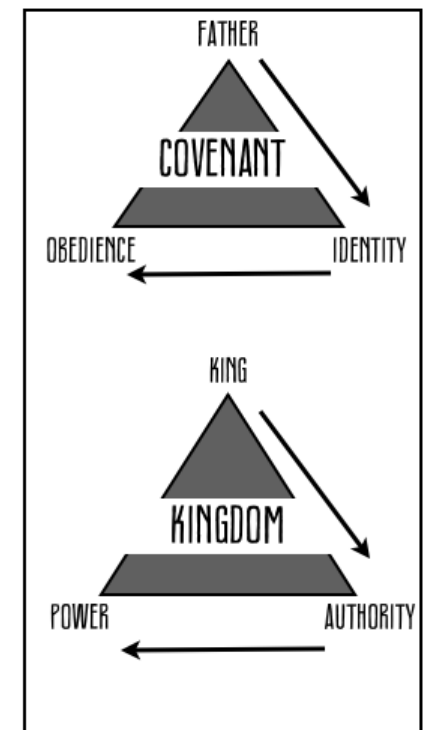 FATHER
COVENANT
OBEDIENCE IDENTITY
KING
KINGDOM
POWER AUTHORITY